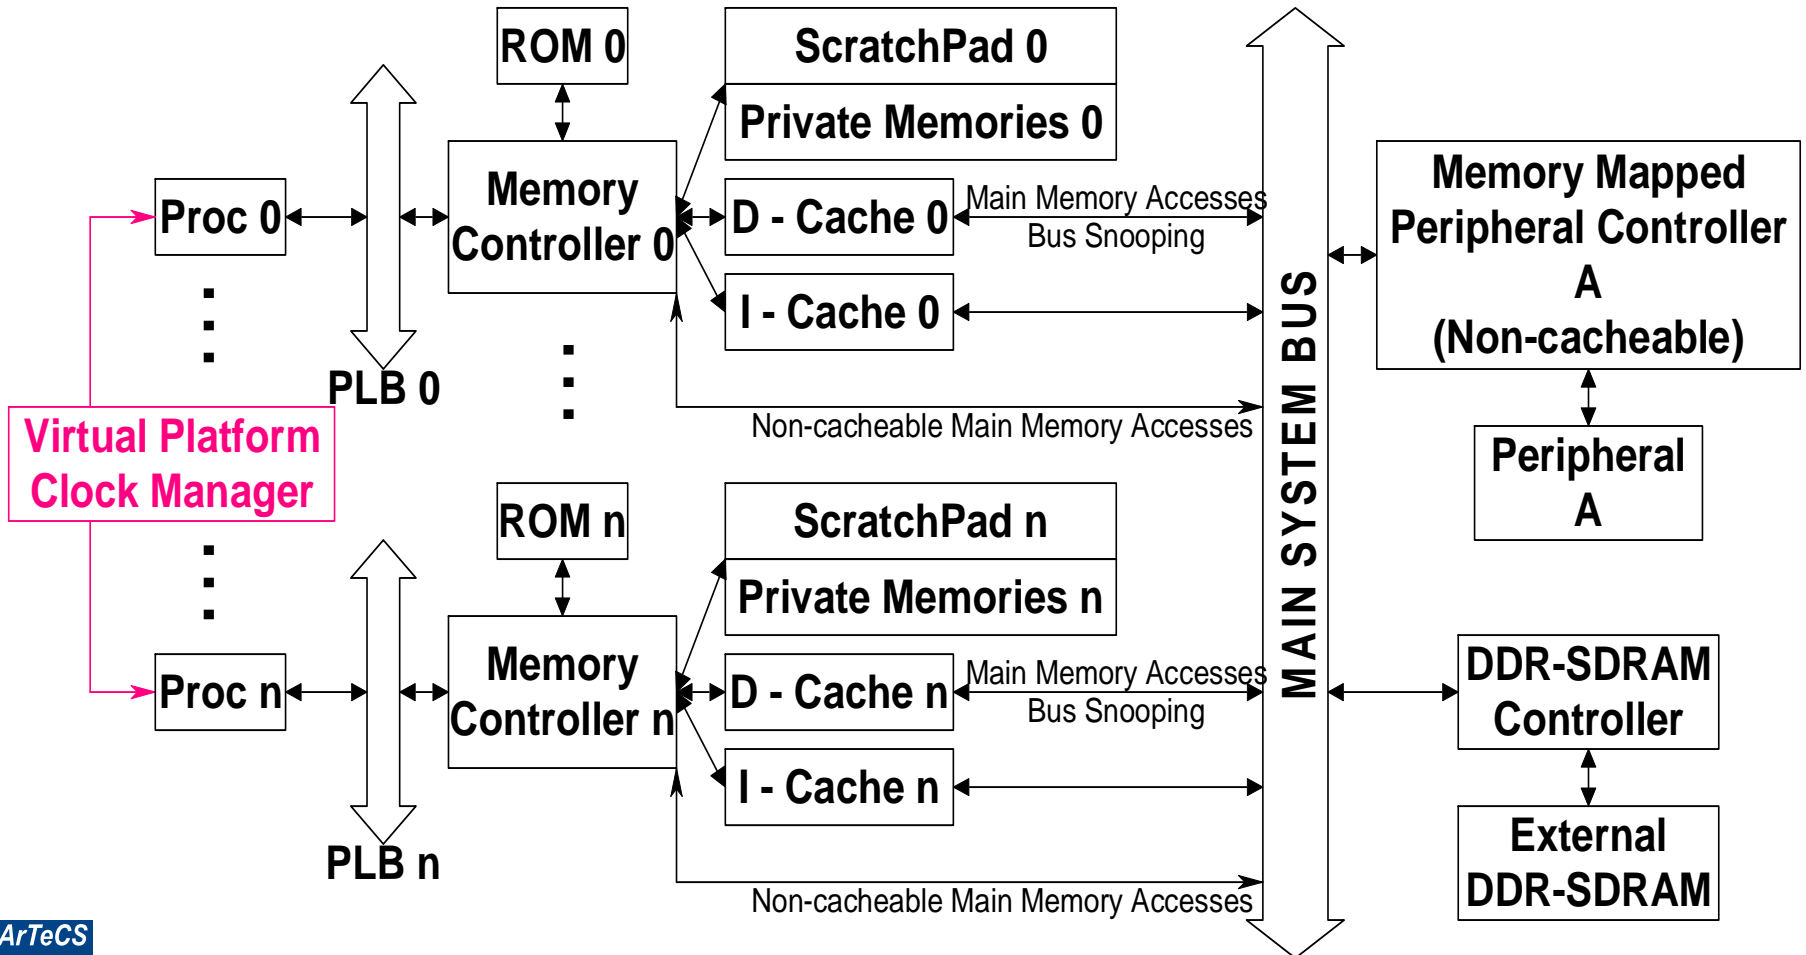 ROM 0
ScratchPad 0
Private Memories 0
Proc 0
Memory
Controller 0
D - Cache 0
Main Memory Accesses
Bus Snooping
I - Cache 0
PLB 0
Non-cacheable Main Memory Accesses
Virtual Platform
Clock Manager
MAIN SYSTEM BUS
Memory Mapped
Peripheral Controller
A
(Non-cacheable)
Peripheral
A
ROM n
ScratchPad n
Private Memories n
Proc n
Memory
Controller n
D - Cache n
Main Memory Accesses
Bus Snooping
I - Cache n
PLB n
Non-cacheable Main Memory Accesses
DDR-SDRAM
Controller
External
DDR-SDRAM
ArTeCS